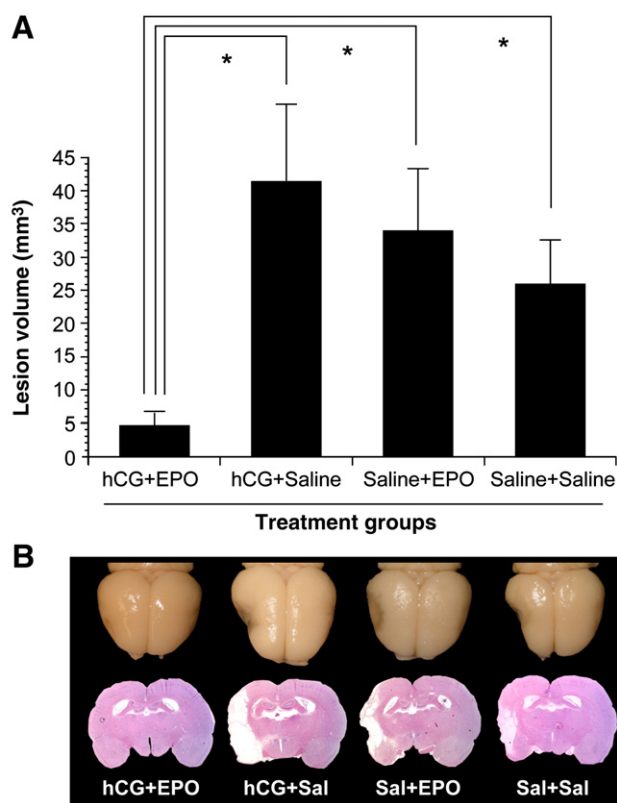 A
* * *
Lesion volume (mm³)
45
40
35
30
25
20
15
10
5
0
hCG+EPO hCG+Saline Saline+EPO Saline+Saline
Treatment groups
B
hCG+EPO hCG+Sal Sal+EPO Sal+Sal